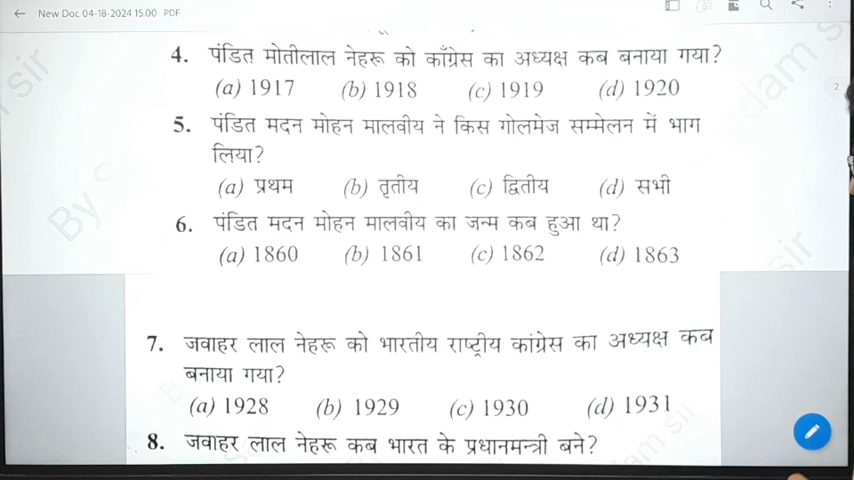 New Doc 04-18-2024 15.00 PDF
4. पंडित मोतीलाल नेहरू को काँग्रेस का अध्यक्ष कब बनाया गया?
(a) 1917 (b) 1918 (c) 1919 (d) 1920
5. पंडित मदन मोहन मालवीय ने किस गोलमेज सम्मेलन में भाग
लिया?
(a) प्रथम (b) तृतीय (c) द्वितीय (d) सभी
6. पंडित मदन मोहन मालवीय का जन्म कब हुआ था?
(a) 1860 (b) 1861 (c) 1862 (d) 1863
7. जवाहर लाल नेहरू को भारतीय राष्ट्रीय कांग्रेस का अध्यक्ष कब
बनाया गया?
(a) 1928 (b) 1929 (c) 1930 (d) 1931
8. जवाहर लाल नेहरू कब भारत के प्रधानमन्त्री बने?